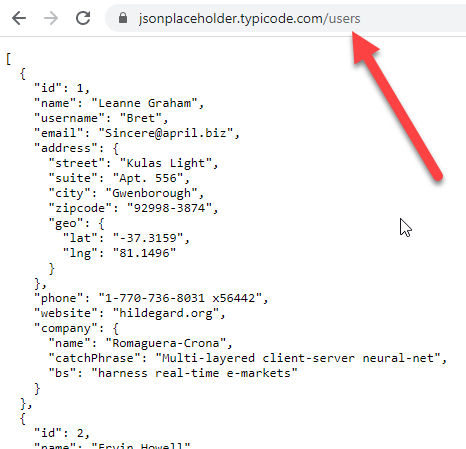 jsonplaceholder.typicode.com/users
[
  {
    "id": 1,
    "name": "Leanne Graham",
    "username": "Bret",
    "email": "Sincere@april.biz",
    "address": {
      "street": "Kulas Light",
      "suite": "Apt. 556",
      "city": "Gwenborough",
      "zipcode": "92998-3874",
      "geo": {
        "lat": "-37.3159",
        "lng": "81.1496"
      }
    },
    "phone": "1-770-736-8031 x56442",
    "website": "hildegard.org",
    "company": {
      "name": "Romaguera-Crona",
      "catchPhrase": "Multi-layered client-server neural-net",
      "bs": "harness real-time e-markets"
    }
  },
  {
    "id": 2,
    "name": "Ervin Howell"